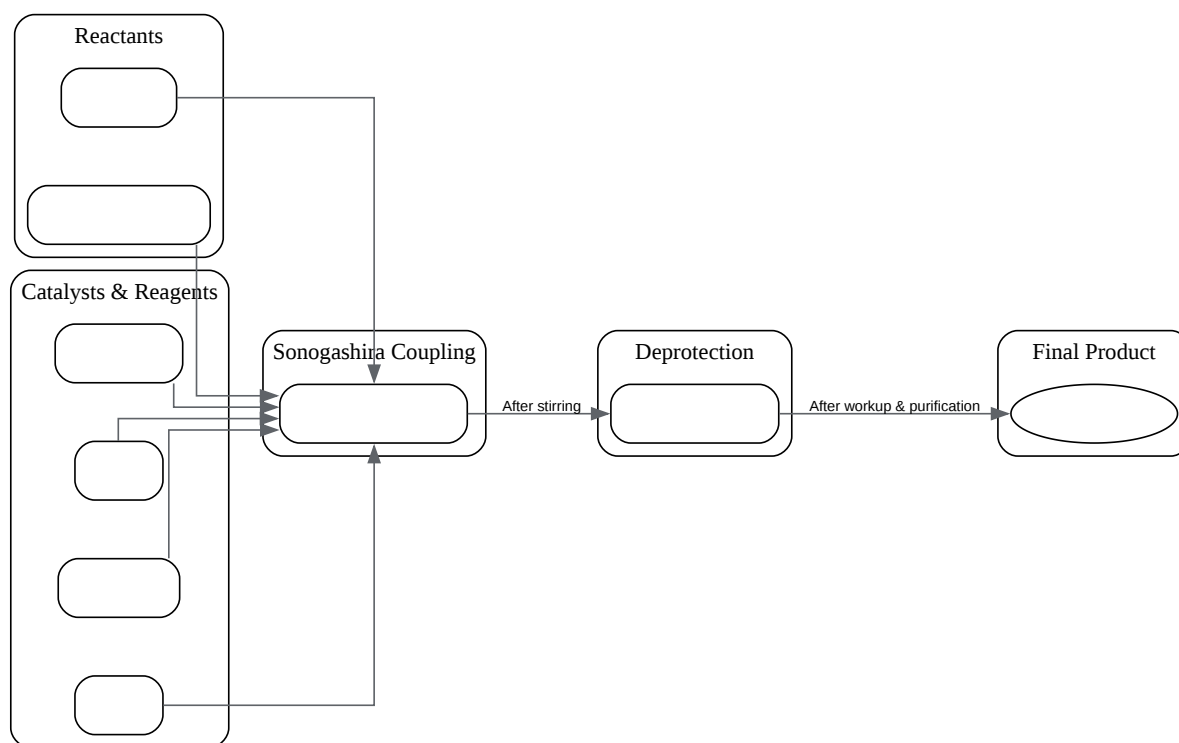 Reactants
Catalysts & Reagents
Sonogashira Coupling
After stirring
Deprotection
After workup & purification
Final Product